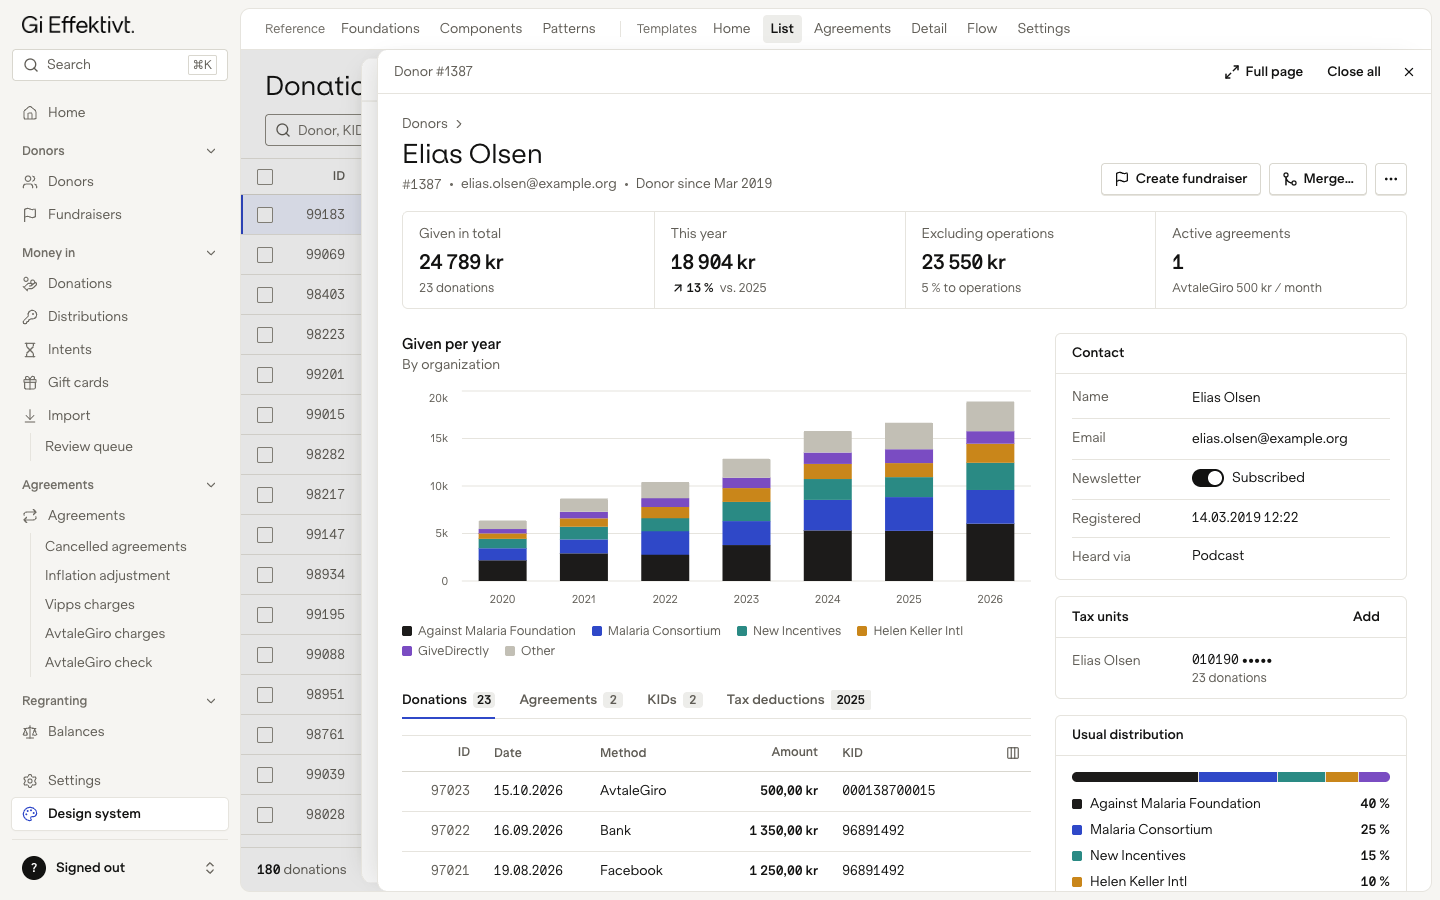 Gi Effektivt.
Search
⌘K
Home
Donors
Donors
Fundraisers
Money in
Donations
Distributions
Intents
Gift cards
Import
Review queue
Agreements
Agreements
Cancelled agreements
Inflation adjustment
Vipps charges
AvtaleGiro charges
AvtaleGiro check
Regranting
Balances
Settings
Design system
? Signed out
Reference Foundations Components Patterns Templates Home List Agreements Detail Flow Settings
Donatio
Donor, KID
ID
99183
99069
98403
98223
99201
99015
98282
98217
99147
98934
99195
99088
98951
98761
99039
98028
180 donations
Donor #1387
Full page
Close all
Donors
Elias Olsen
#1387 • elias.olsen@example.org • Donor since Mar 2019
Create fundraiser
Merge...
Given in total
24 789 kr
23 donations
This year
18 904 kr
13 % vs. 2025
Excluding operations
23 550 kr
5 % to operations
Active agreements
1
AvtaleGiro 500 kr / month
Given per year
By organization
20k
15k
10k
5k
0
2020 2021 2022 2023 2024 2025 2026
Against Malaria Foundation Malaria Consortium New Incentives Helen Keller Intl
GiveDirectly Other
Donations 23 Agreements 2 KIDs 2 Tax deductions 2025
ID Date Method Amount KID
97023 15.10.2026 AvtaleGiro 500,00 kr 000138700015
97022 16.09.2026 Bank 1 350,00 kr 96891492
97021 19.08.2026 Facebook 1 250,00 kr 96891492
Contact
Name Elias Olsen
Email elias.olsen@example.org
Newsletter Subscribed
Registered 14.03.2019 12:22
Heard via Podcast
Tax units Add
Elias Olsen 010190 •••••
23 donations
Usual distribution
Against Malaria Foundation 40 %
Malaria Consortium 25 %
New Incentives 15 %
Helen Keller Intl 10 %